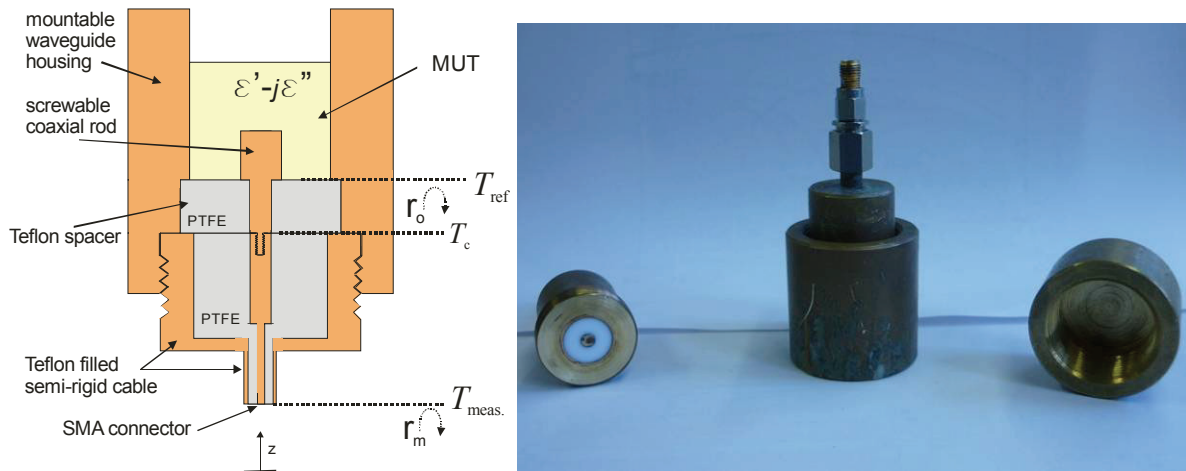 mountable
waveguide
housing
screwable
coaxial rod
ε'-jε"
MUT
PTFE
Teflon spacer
T_ref
r_o
T_c
PTFE
Teflon filled
semi-rigid cable
SMA connector
T_meas.
r_m
z